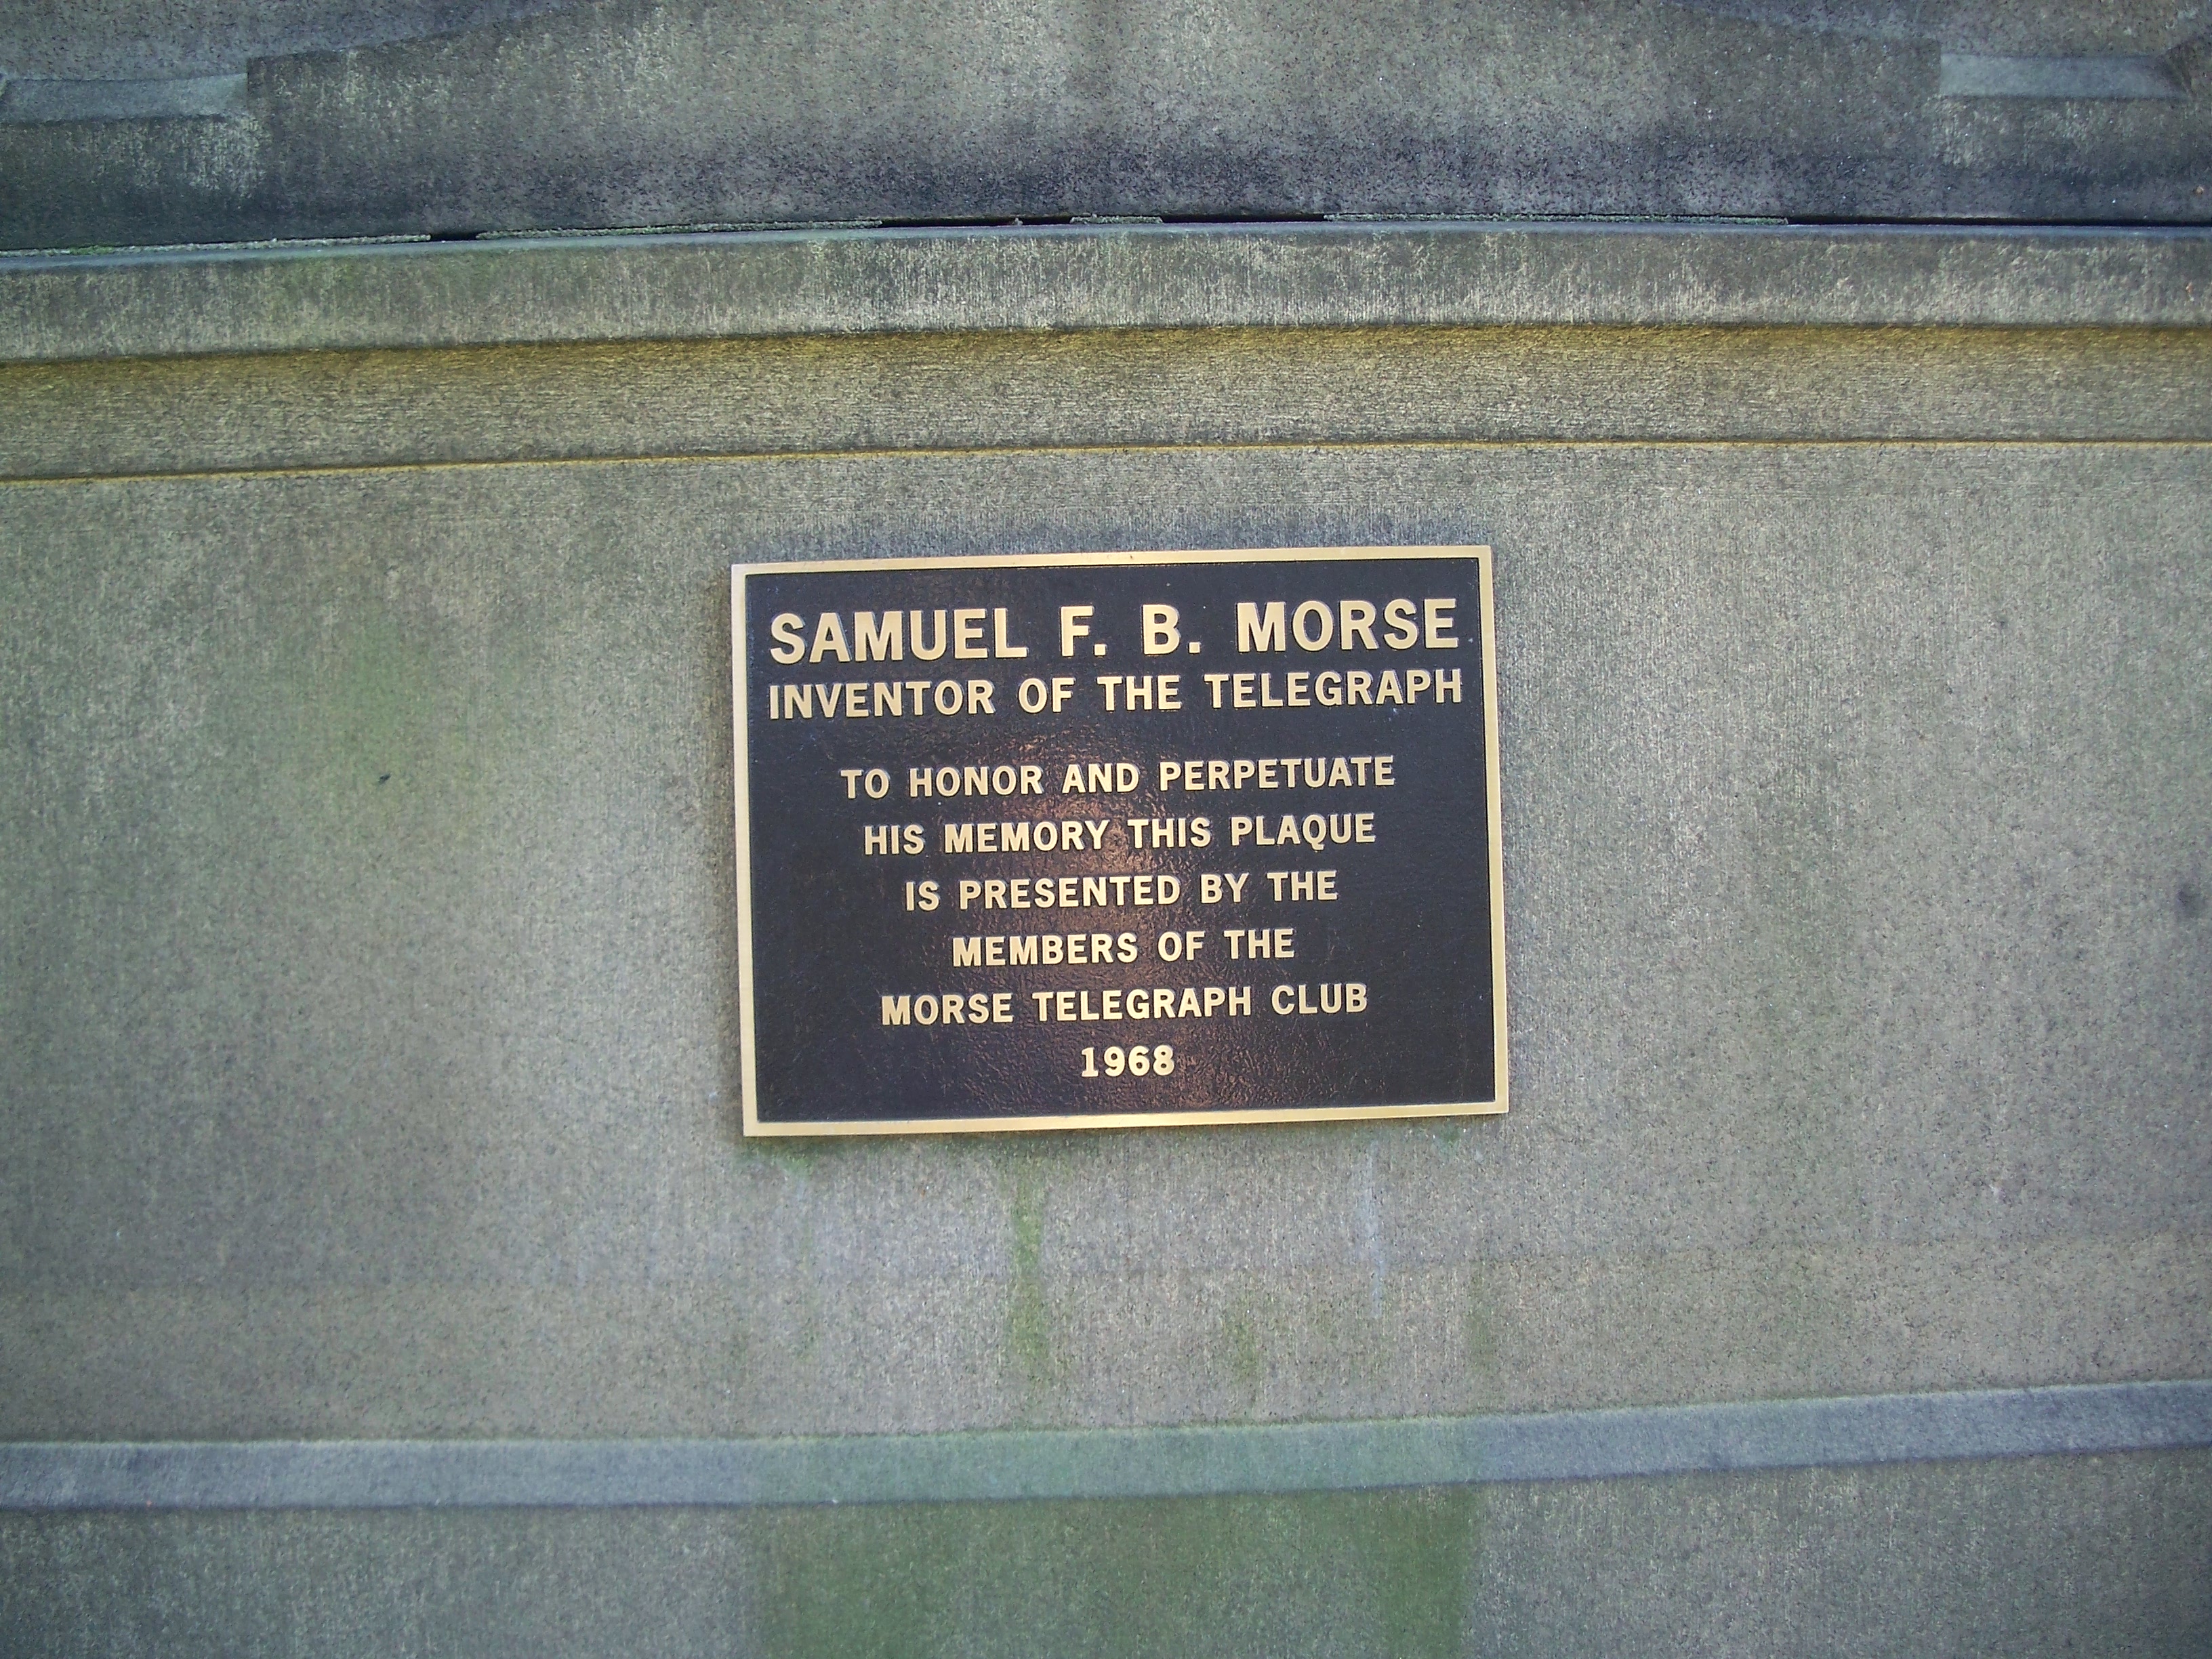 SAMUEL F. B. MORSE
INVENTOR OF THE TELEGRAPH
TO HONOR AND PERPETUATE
HIS MEMORY THIS PLAQUE
IS PRESENTED BY THE
MEMBERS OF THE
MORSE TELEGRAPH CLUB
1968